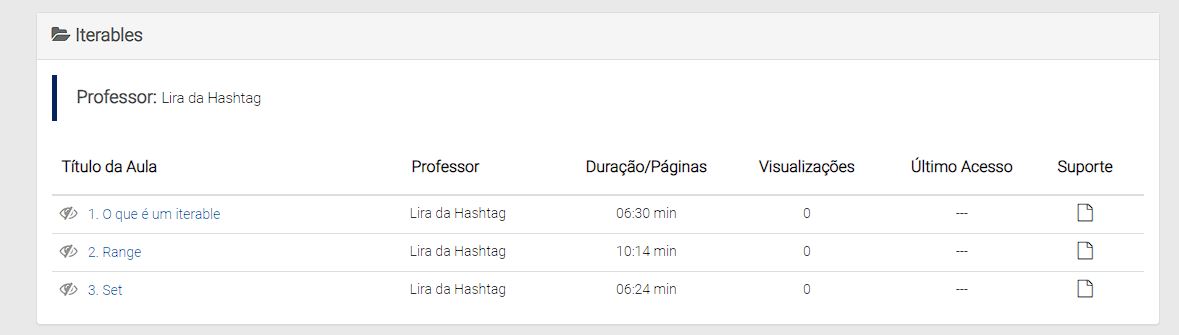 Iterables
Professor: Lira da Hashtag
Título da Aula Professor Duração/Páginas Visualizações Último Acesso Suporte
1. O que é um iterable Lira da Hashtag 06:30 min 0 ---
2. Range Lira da Hashtag 10:14 min 0 ---
3. Set Lira da Hashtag 06:24 min 0 ---